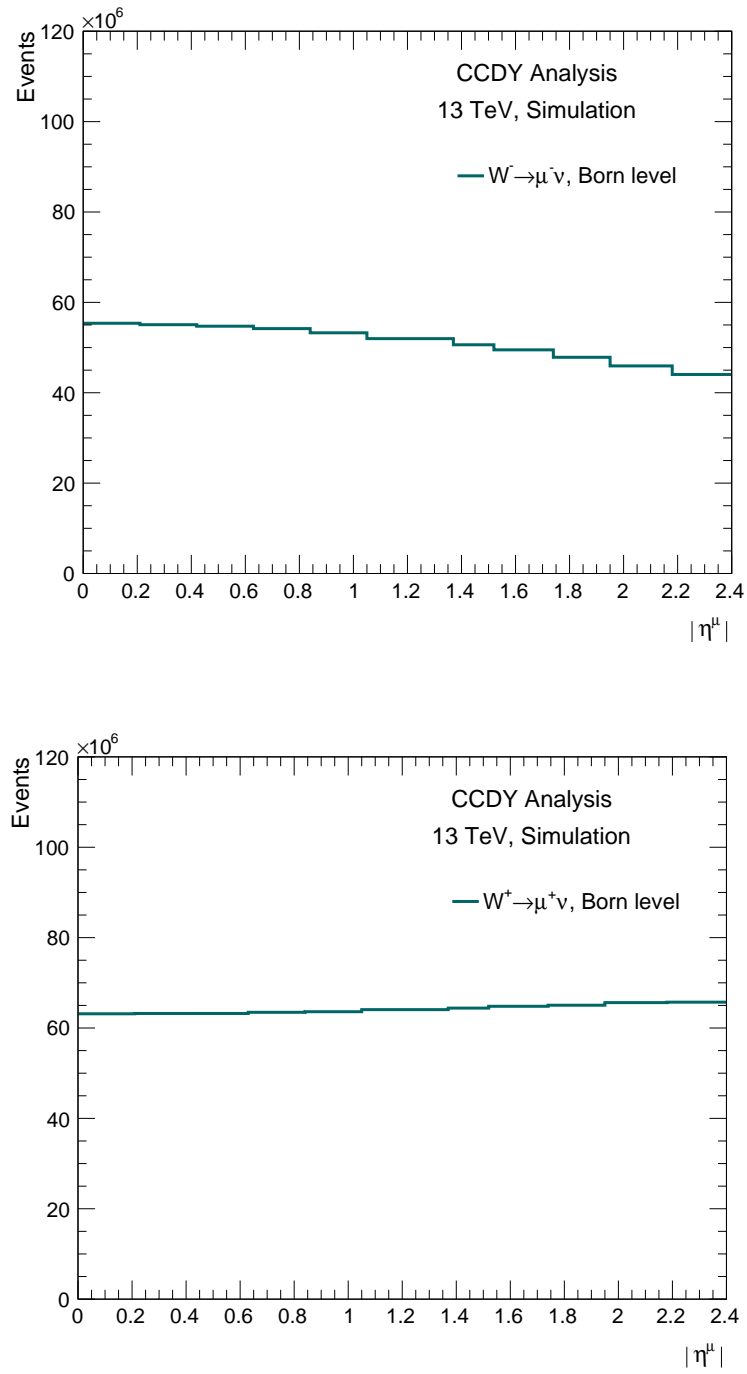 ×10⁶
Events
120
100
80
60
40
20
0
CCDY Analysis
13 TeV, Simulation
W⁻→μ⁻ν, Born level
0 0.2 0.4 0.6 0.8 1 1.2 1.4 1.6 1.8 2 2.2 2.4
|η^μ|
×10⁶
Events
120
100
80
60
40
20
0
CCDY Analysis
13 TeV, Simulation
W⁺→μ⁺ν, Born level
0 0.2 0.4 0.6 0.8 1 1.2 1.4 1.6 1.8 2 2.2 2.4
|η^μ|